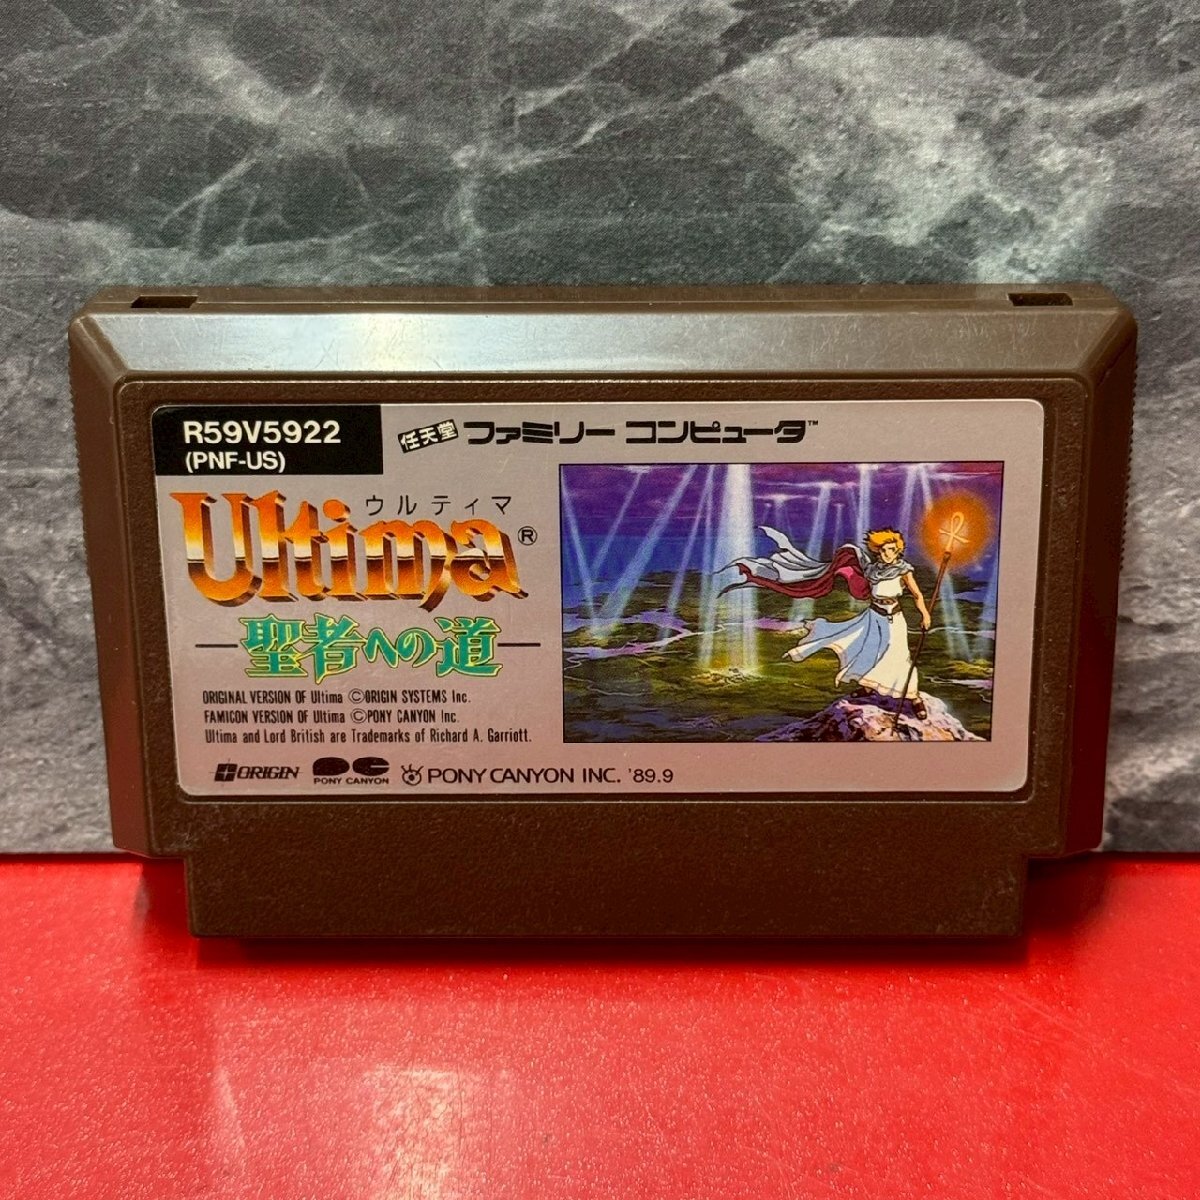 R59V5922
(PNF-US)
任天堂 ファミリーコンピュータ™
ウルティマ
Ultima®
聖者への道
ORIGINAL VERSION OF Ultima ©ORIGIN SYSTEMS Inc.
FAMICON VERSION OF Ultima ©PONY CANYON Inc.
Ultima and Lord British are Trademarks of Richard A. Garriott.
ORIGIN PONY CANYON PONY CANYON INC. '89.9